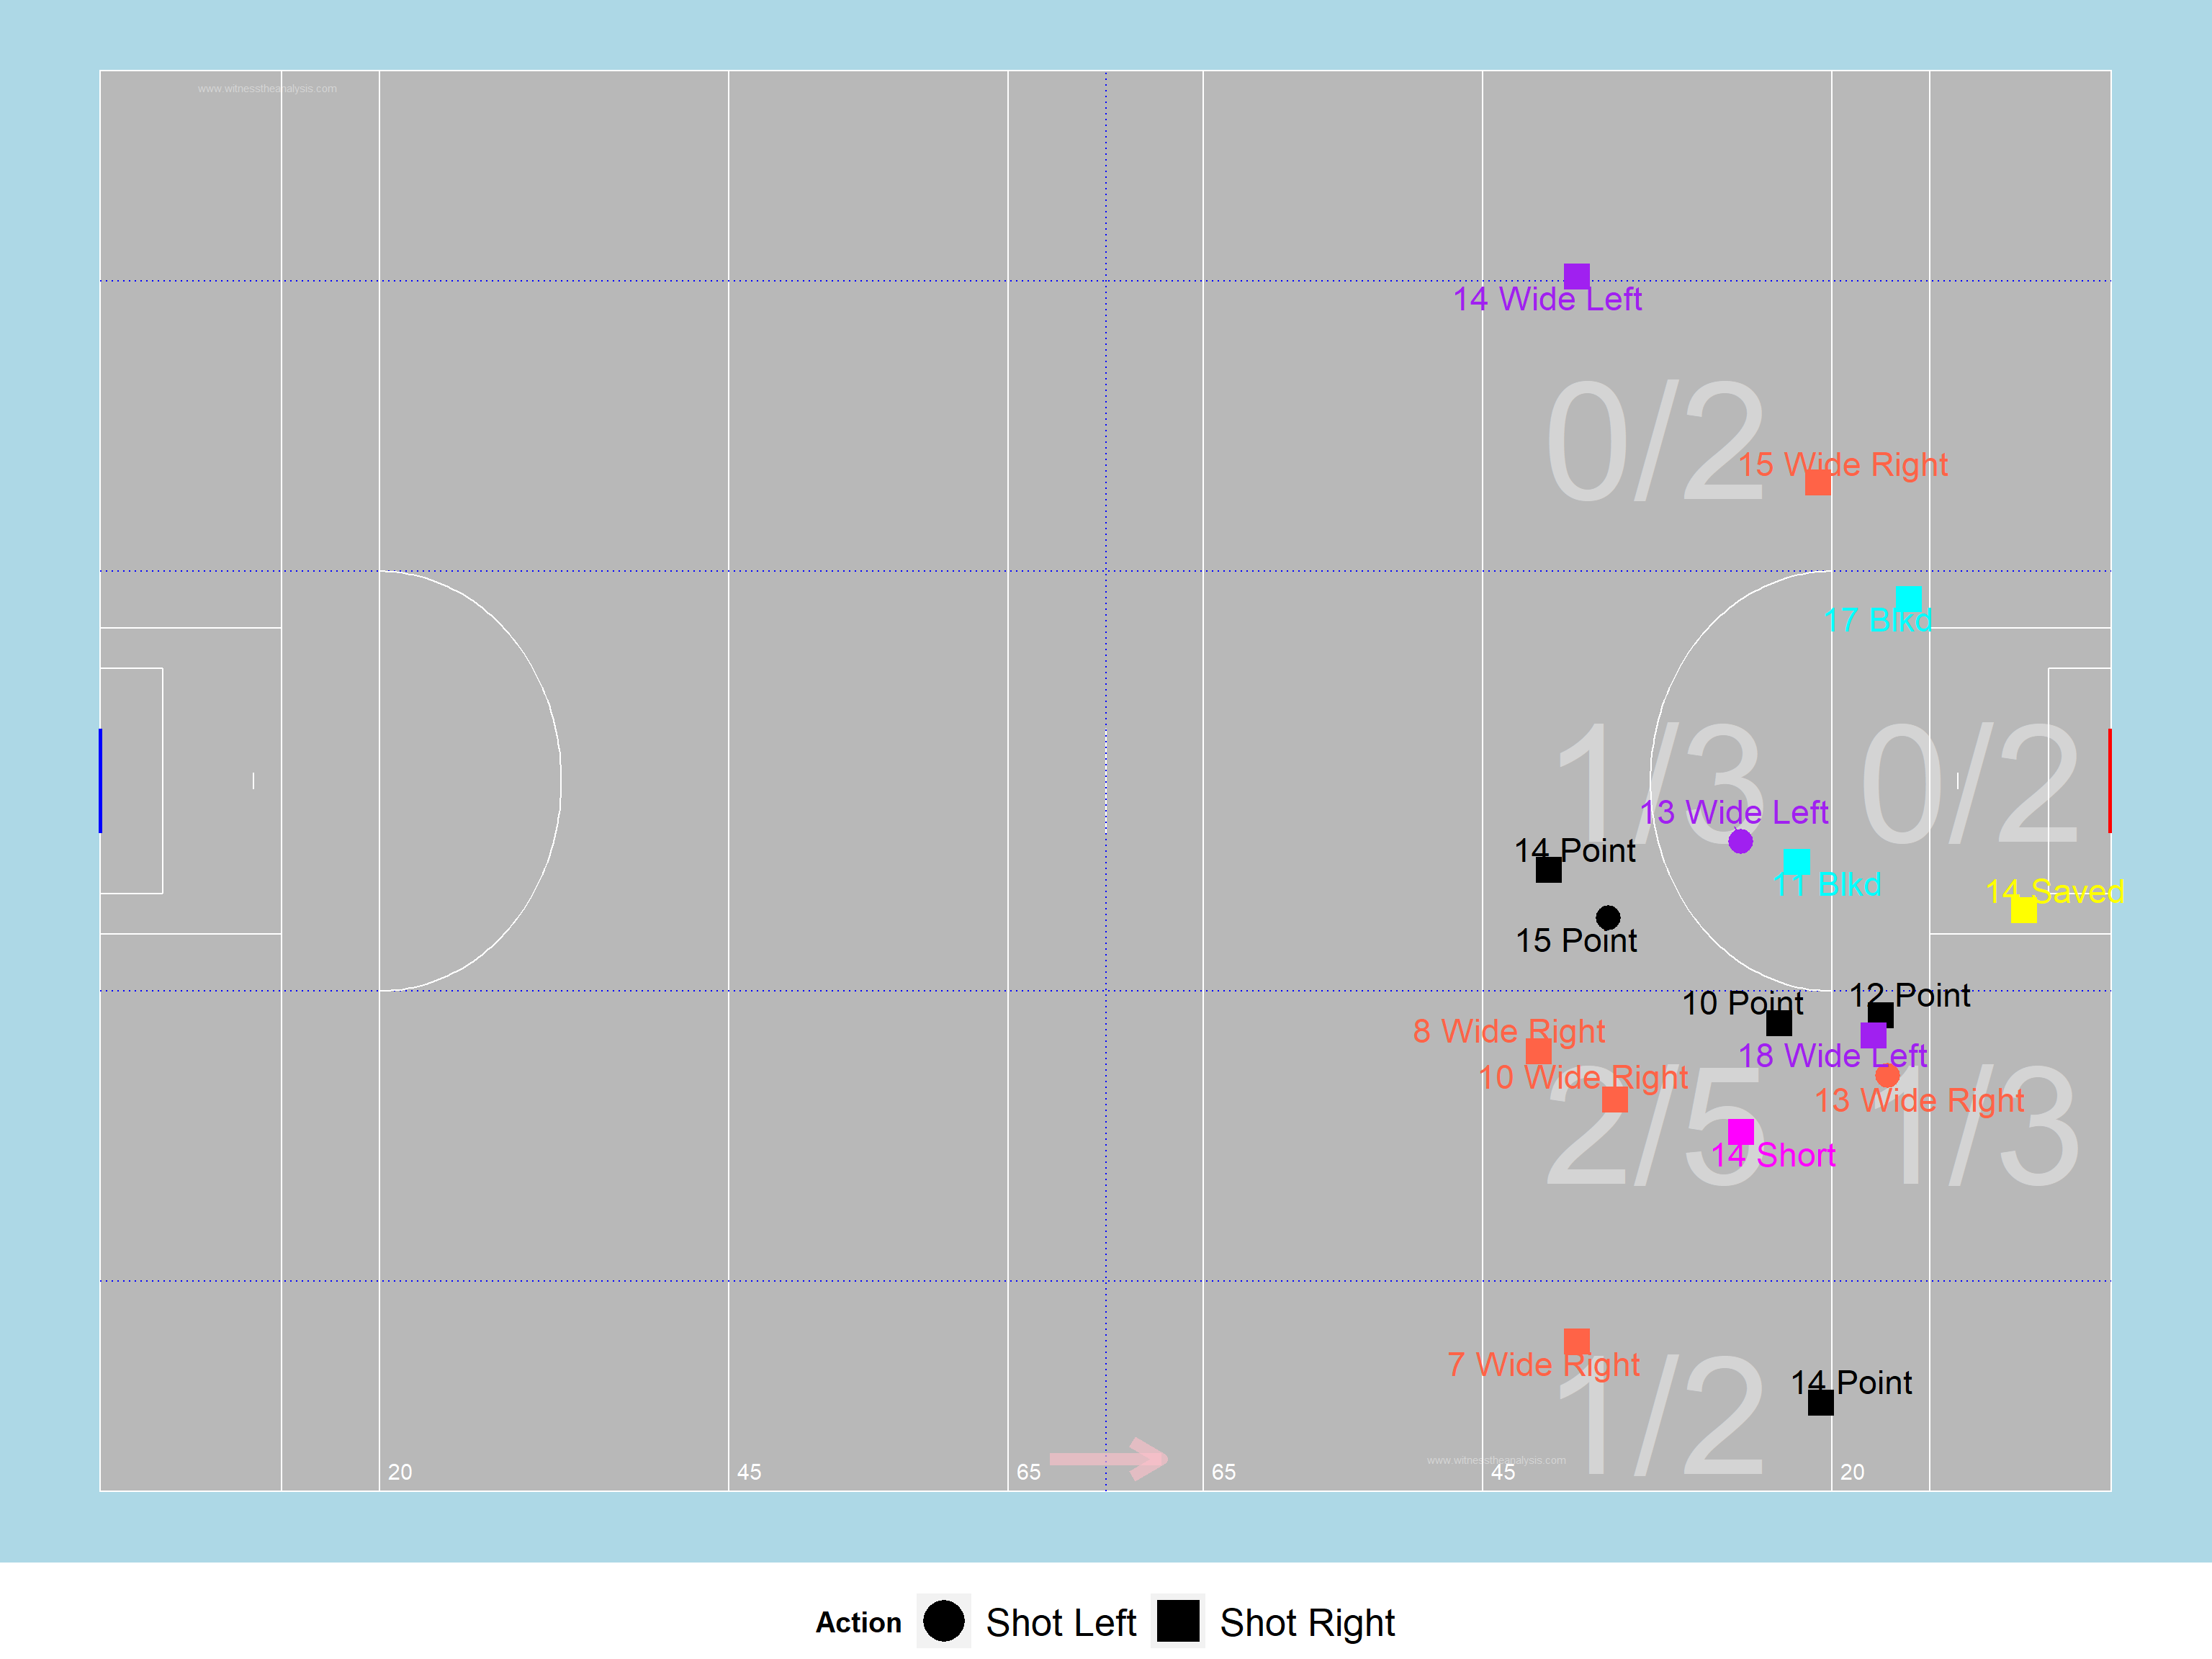 www.witnesstheanalysis.com
14 Wide Left
0/2
15 Wide Right
17 Blkd
1/3
0/2
13 Wide Left
14 Point
11 Blkd
14 Saved
15 Point
12 Point
10 Point
8 Wide Right
18 Wide Left
10 Wide Right
13 Wide Right
2/5
1/3
14 Short
7 Wide Right
14 Point
1/2
www.witnesstheanalysis.com
20
45
65
65
45
20
Action Shot Left Shot Right